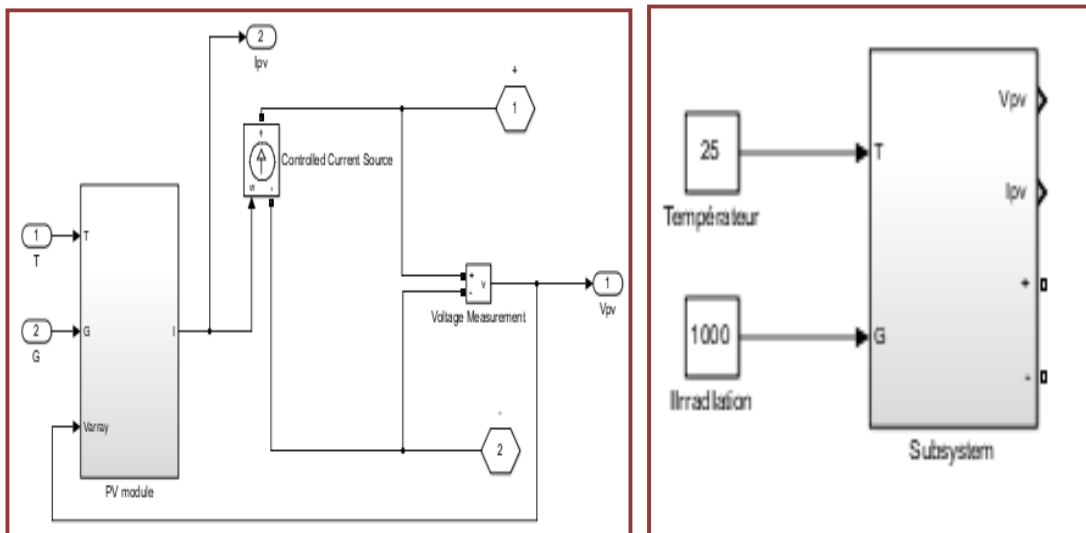 2
Ipv
+
1
+
Controlled Current Source
s
-
1
T
T
2
G
G
I
Varray
PV module
+
-
v
Voltage Measurement
1
Vpv
-
2
25
Températeur
1000
IIrradIation
T
G
Vpv
Ipv
+
-
Subsystem